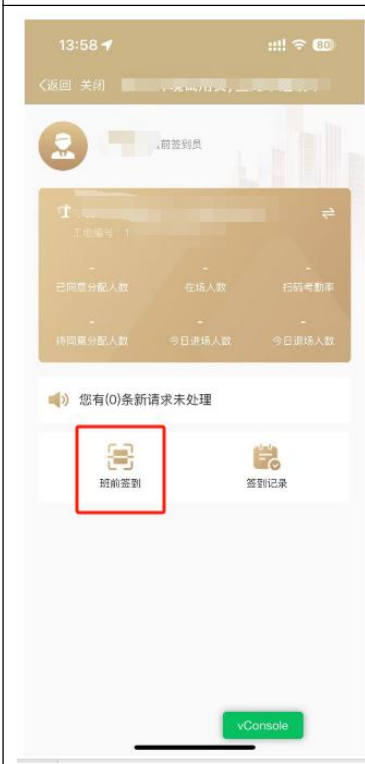 13:58
80
返回 关闭
前签到员
工地编号：1
- - -
已同意分配人数 在场人数 扫码考勤率
- - -
待同意分配人数 今日进场人数 今日退场人数
您有(0)条新请求未处理
班前签到 签到记录
vConsole